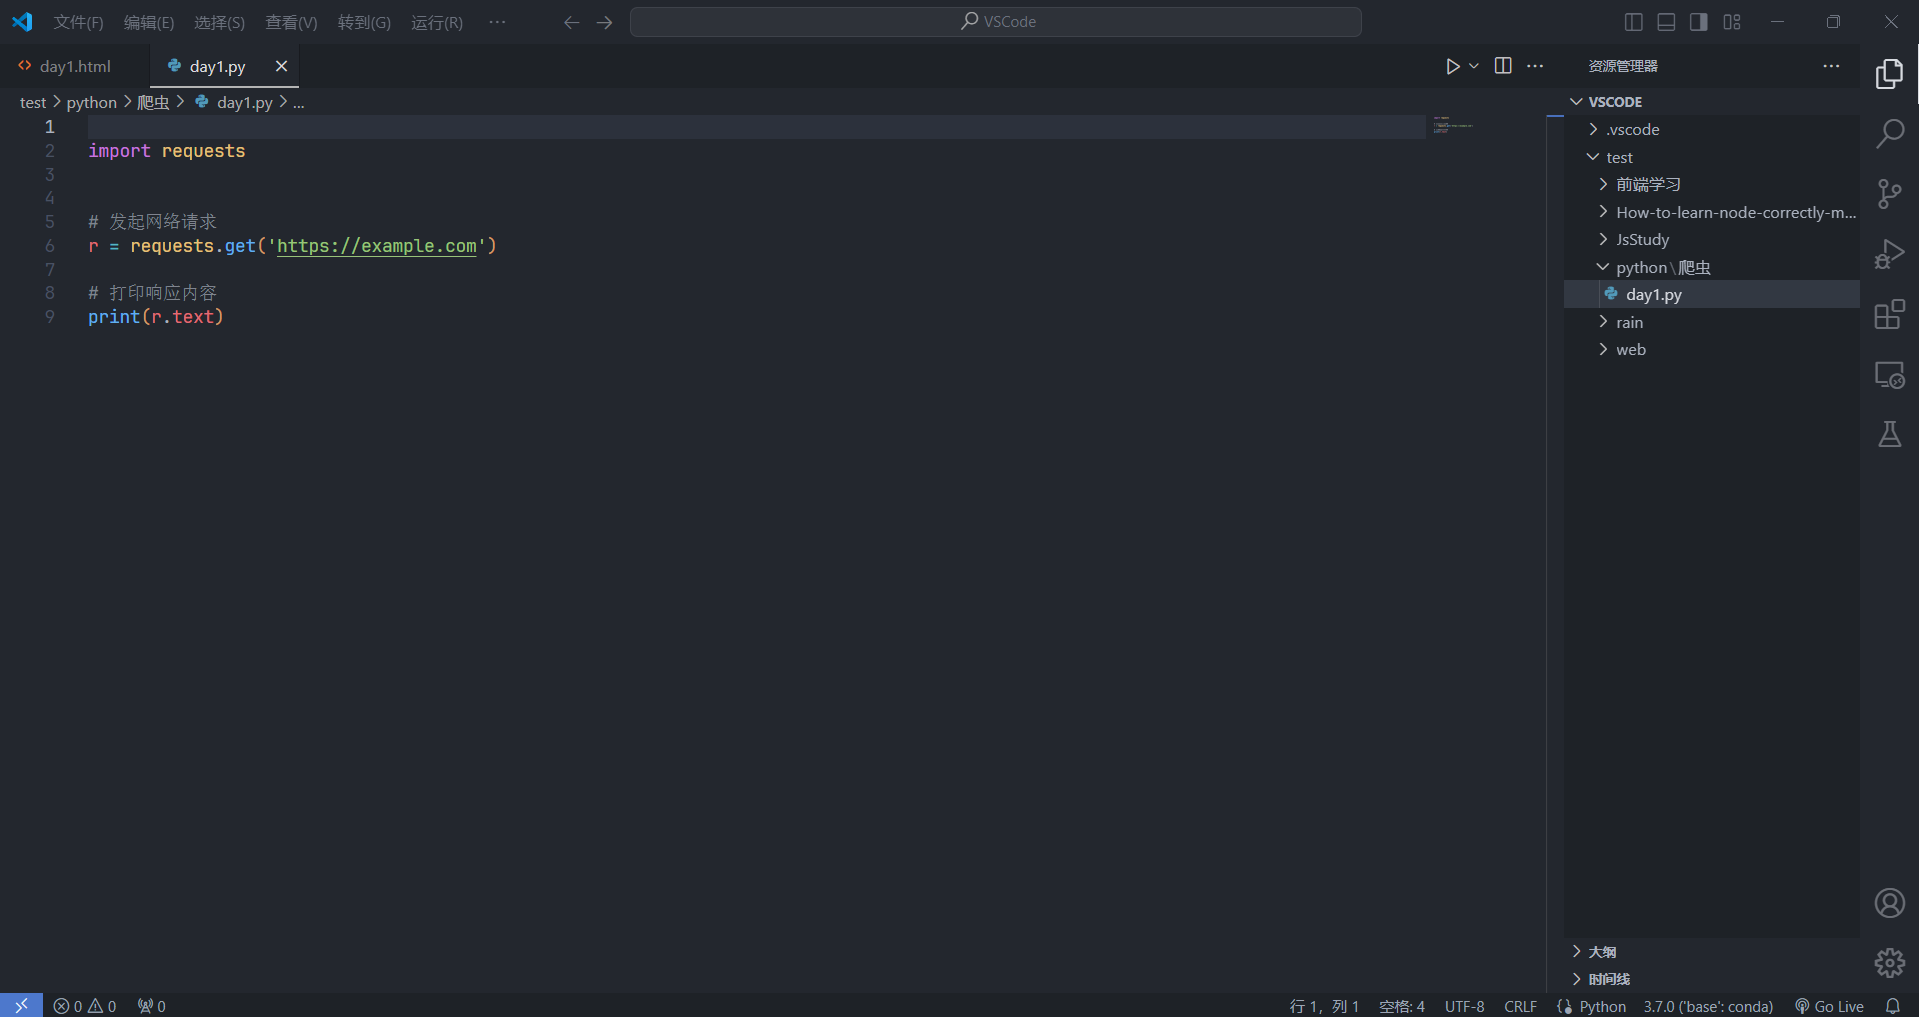 文件(F) 编辑(E) 选择(S) 查看(V) 转到(G) 运行(R) ··· VSCode
day1.html day1.py
test > python > 爬虫 > day1.py > ...
1
2 import requests
3
4
5 # 发起网络请求
6 r = requests.get('https://example.com')
7
8 # 打印响应内容
9 print(r.text)
资源管理器
VSCODE
.vscode
test
前端学习
How-to-learn-node-correctly-m...
JsStudy
python\爬虫
day1.py
rain
web
大纲
时间线
0 0 0 行 1，列 1 空格: 4 UTF-8 CRLF Python 3.7.0 ('base': conda) Go Live